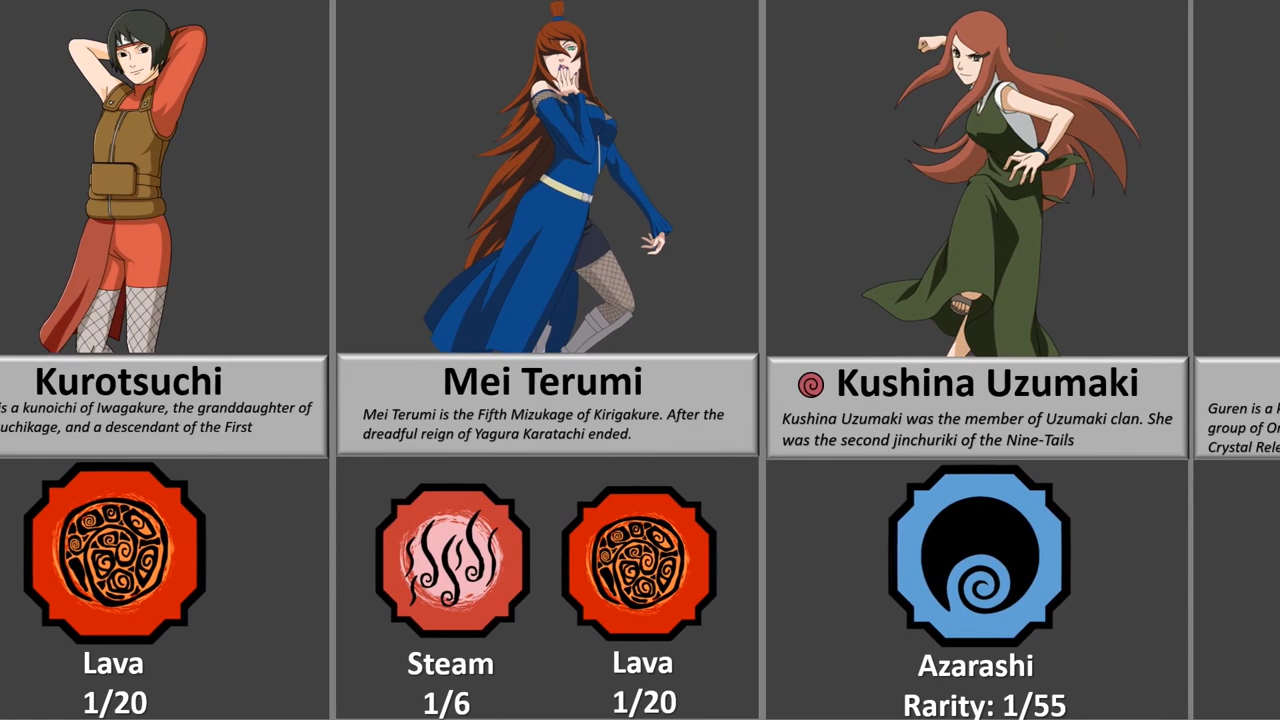 Kurotsuchi
is a kunoichi of Iwagakure, the granddaughter of
uchikage, and a descendant of the First
Lava
1/20
Mei Terumi
Mei Terumi is the Fifth Mizukage of Kirigakure. After the
dreadful reign of Yagura Karatachi ended.
Steam
1/6
Lava
1/20
Kushina Uzumaki
Kushina Uzumaki was the member of Uzumaki clan. She
was the second jinchuriki of the Nine-Tails
Azarashi
Rarity: 1/55
Guren is a
group of
Crystal